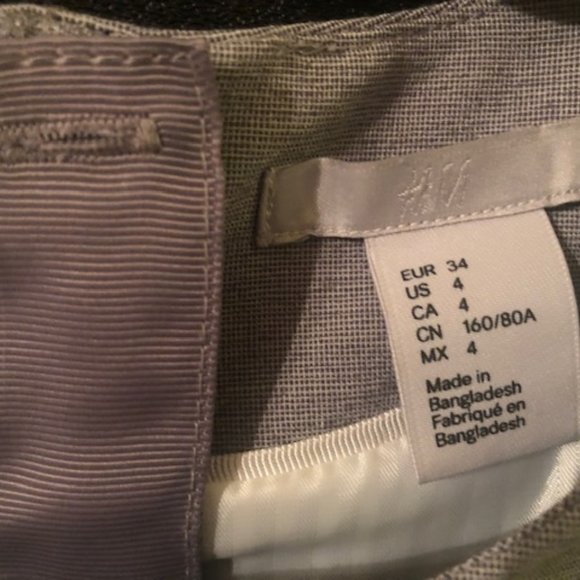 H&M
EUR 34
US 4
CA 4
CN 160/80A
MX 4
Made in
Bangladesh
Fabriqué en
Bangladesh